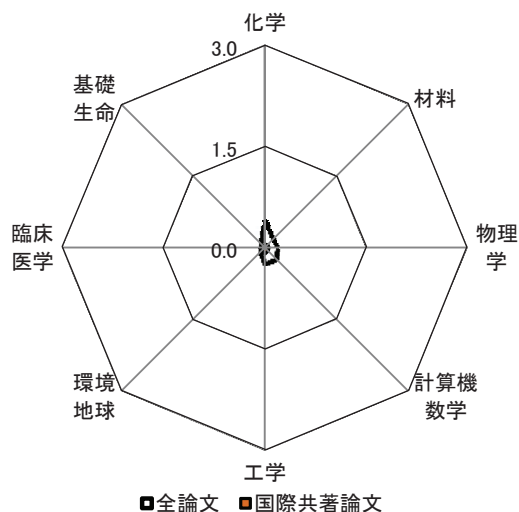 化学
3.0
基礎
生命
材料
1.5
臨床
医学
0.0
物理
学
環境
地球
計算機
数学
工学
全論文 国際共著論文